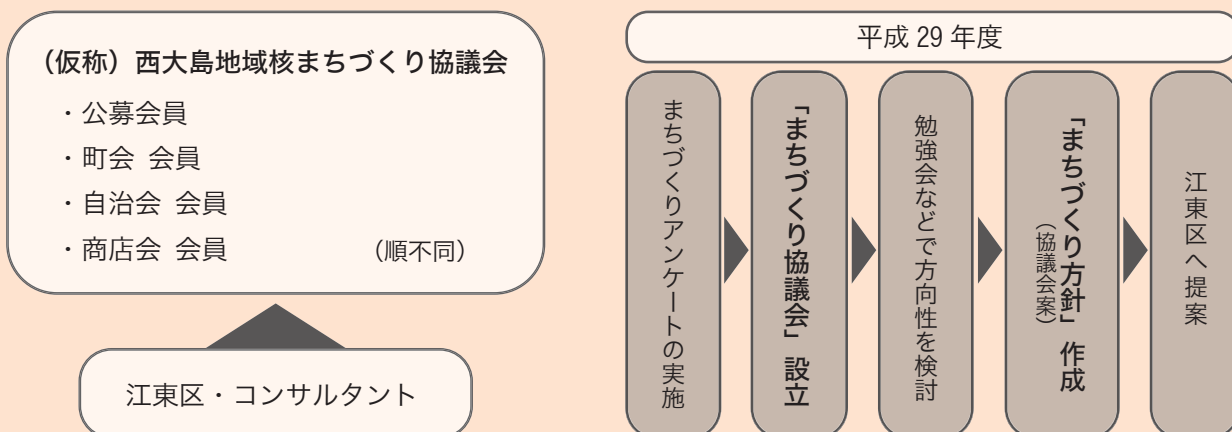 （仮称）西大島地域核まちづくり協議会
・公募会員
・町会 会員
・自治会 会員
・商店会 会員　（順不同）
江東区・コンサルタント
平成 29 年度
まちづくりアンケートの実施
「まちづくり協議会」設立
勉強会などで方向性を検討
「まちづくり方針」作成
（協議会案）
江東区へ提案